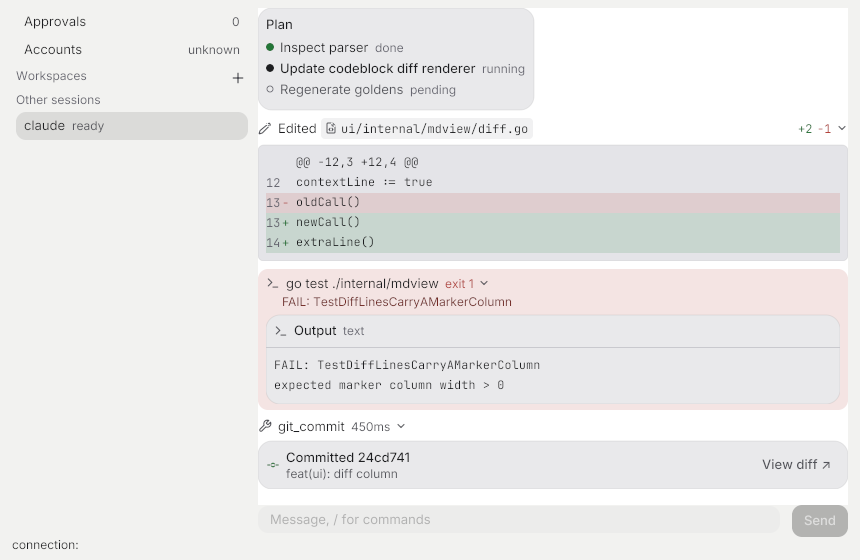 Approvals 0
Accounts unknown
Workspaces +
Other sessions
claude ready
connection:
Plan
Inspect parser done
Update codeblock diff renderer running
Regenerate goldens pending
Edited ui/internal/mdview/diff.go +2 -1
@@ -12,3 +12,4 @@
12 contextLine := true
13 - oldCall()
13 + newCall()
14 + extraLine()
>_ go test ./internal/mdview exit 1
FAIL: TestDiffLinesCarryAMarkerColumn
>_ Output text
FAIL: TestDiffLinesCarryAMarkerColumn
expected marker column width > 0
git_commit 450ms
Committed 24cd741 View diff ↗
feat(ui): diff column
Message, / for commands Send